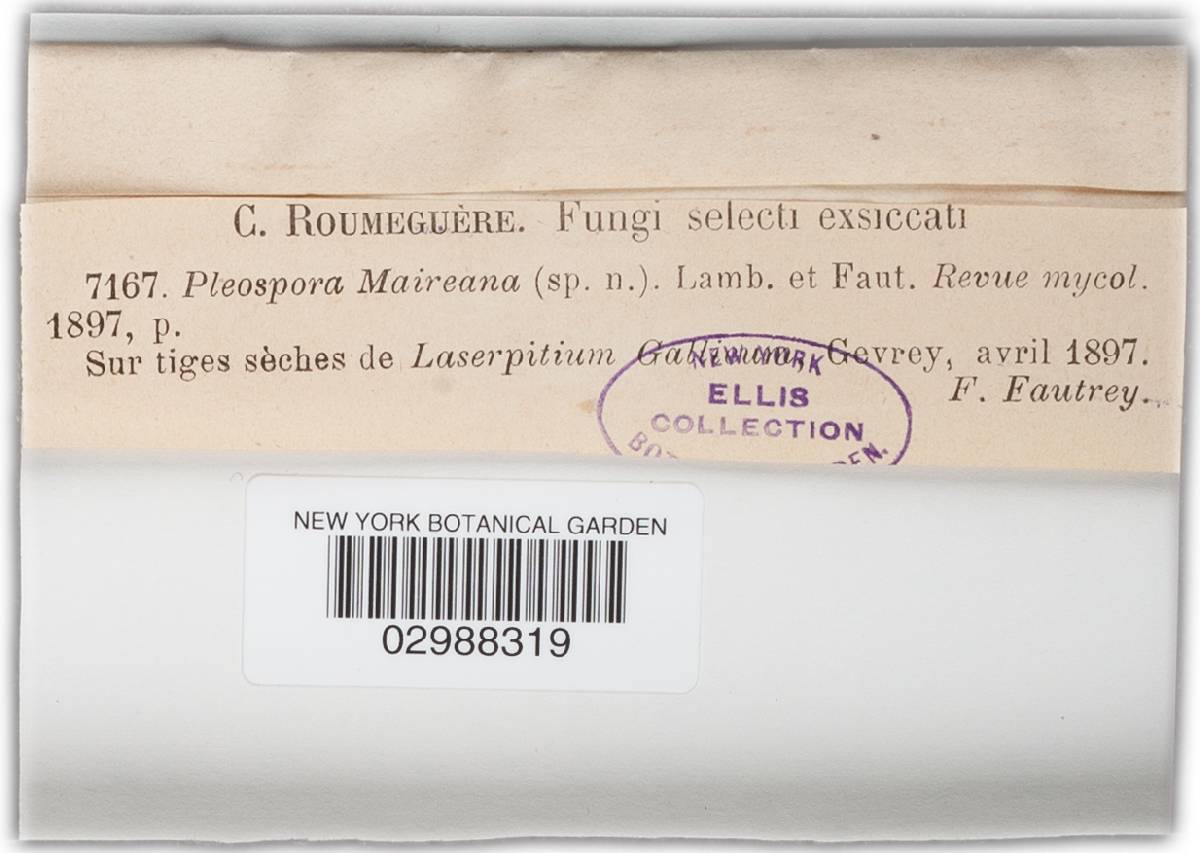 C. ROUMEGUÈRE. Fungi selecti exsiccati
7167. Pleospora Maireana (sp. n.). Lamb. et Faut. Revue mycol.
1897, p.
Sur tiges sèches de Laserpitium Gallicum, Gevrey, avril 1897.
F. Fautrey.
NEW YORK
ELLIS
COLLECTION
NEW YORK BOTANICAL GARDEN
02988319